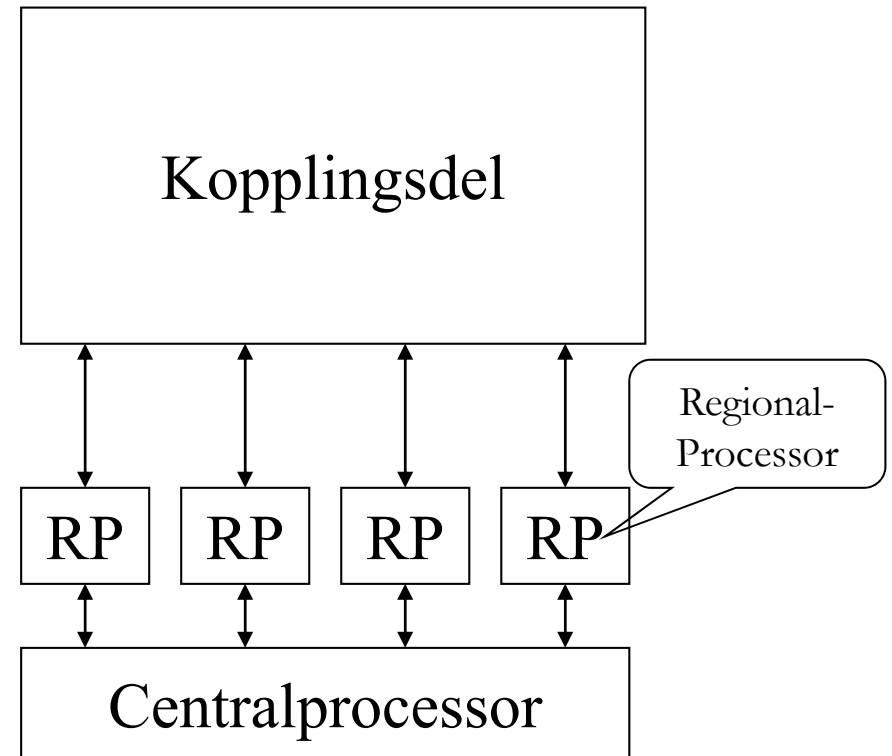 Kopplingsdel
Regional-
Processor
RP RP RP RP
Centralprocessor